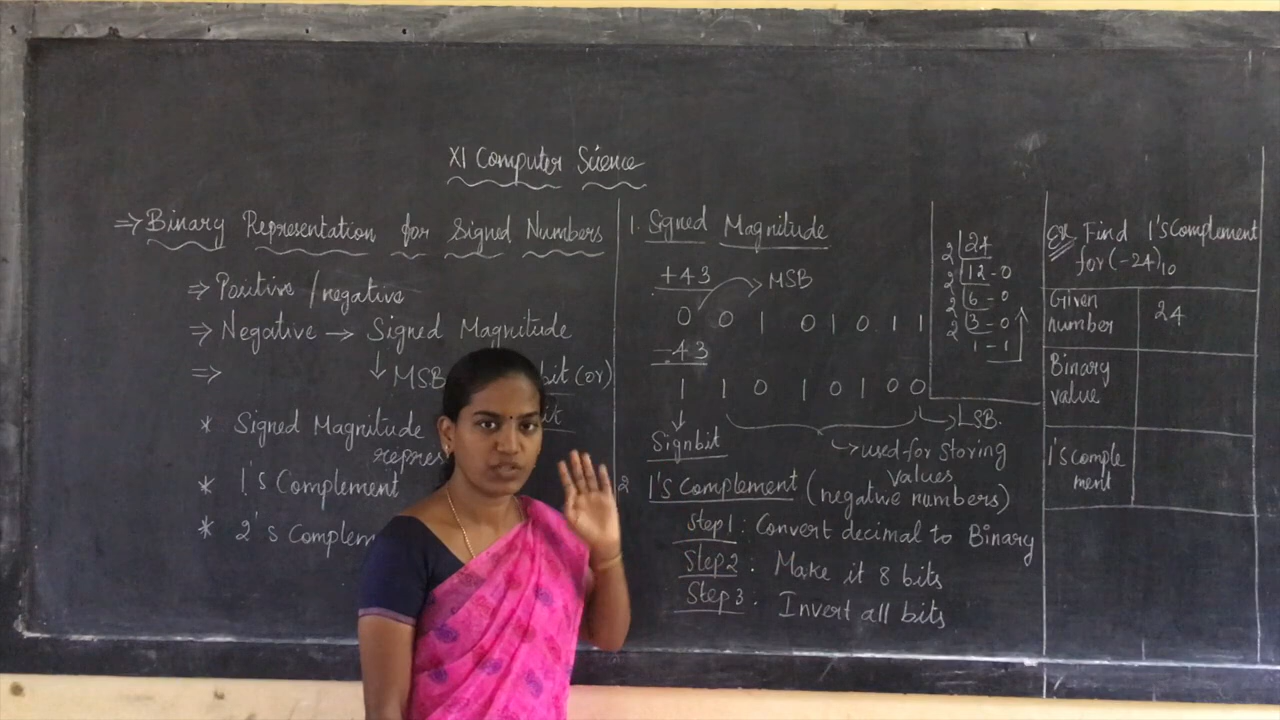 XI Computer Science
⇒ Binary Representation for Signed Numbers
⇒ Positive / negative
⇒ Negative → Signed Magnitude
⇒ ↓ MSB bit (or)
* Signed Magnitude
repres
* 1's Complement
* 2's Complem
1. Signed Magnitude
+43 → MSB
0 0 1 0 1 0 1 1
-43
1 1 0 1 0 1 0 0
↓ → LSB.
Signbit → used for storing
values
2 1's Complement (negative numbers)
Step 1 : Convert decimal to Binary
Step 2 : Make it 8 bits
Step 3 : Invert all bits
2 24
2 12 - 0
2 6 - 0
2 3 - 0
1 - 1
Ex Find 1's Complement
for (-24)10
Given
number 24
Binary
value
1's comple
ment